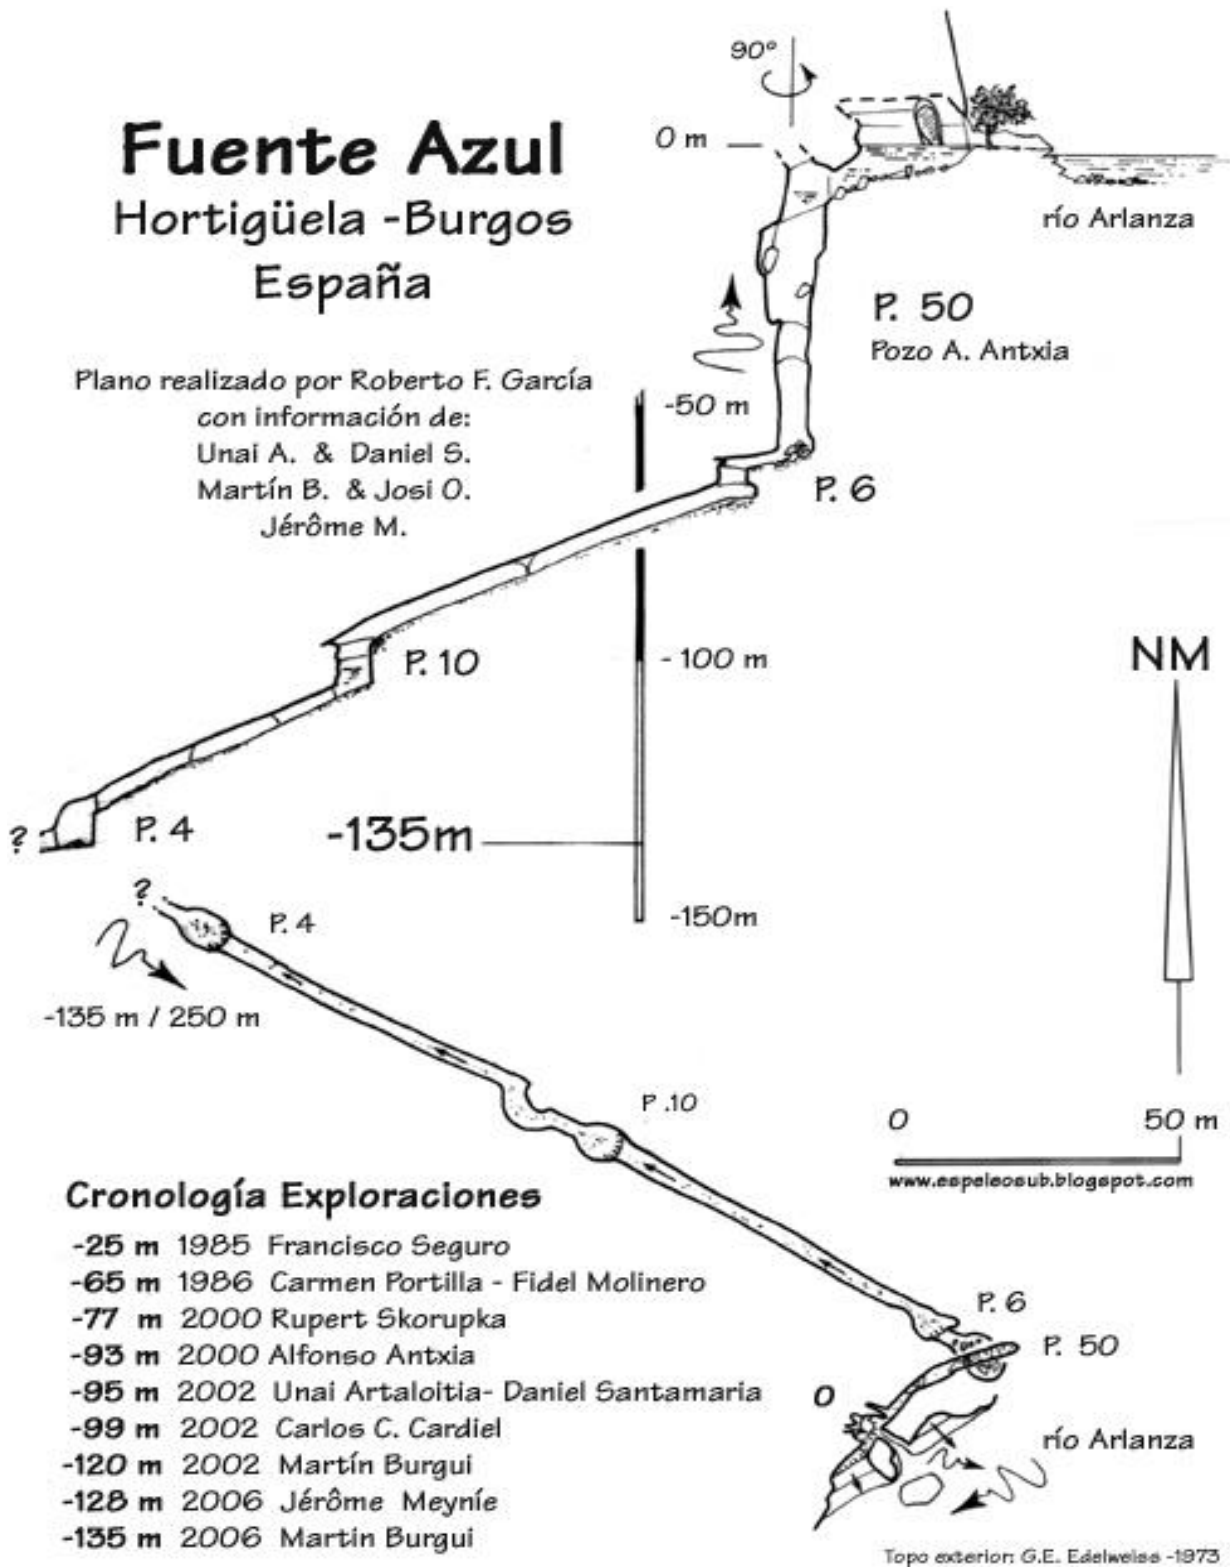 90°
0 m
Fuente Azul
Hortigüela -Burgos
España
río Arlanza
P. 50
Pozo A. Antxia
Plano realizado por Roberto F. García
con información de:
Unai A. & Daniel S.
Martín B. & Josi O.
Jérôme M.
-50 m
P. 6
P. 10
- 100 m
NM
?
P. 4
-135m
-150m
?
P. 4
-135 m / 250 m
P .10
0 50 m
www.espeleosub.blogspot.com
Cronología Exploraciones
-25 m 1985 Francisco Seguro
-65 m 1986 Carmen Portilla - Fidel Molinero
-77 m 2000 Rupert Skorupka
-93 m 2000 Alfonso Antxia
-95 m 2002 Unai Artaloitia- Daniel Santamaria
-99 m 2002 Carlos C. Cardiel
-120 m 2002 Martín Burgui
-128 m 2006 Jérôme Meyníe
-135 m 2006 Martin Burgui
P. 6
P. 50
0
río Arlanza
Topo exterior: G.E. Edelweiss -1973